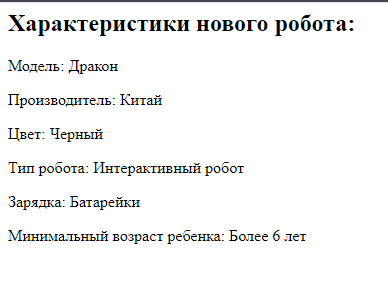 Характеристики нового робота:
Модель: Дракон
Производитель: Китай
Цвет: Черный
Тип робота: Интерактивный робот
Зарядка: Батарейки
Минимальный возраст ребенка: Более 6 лет